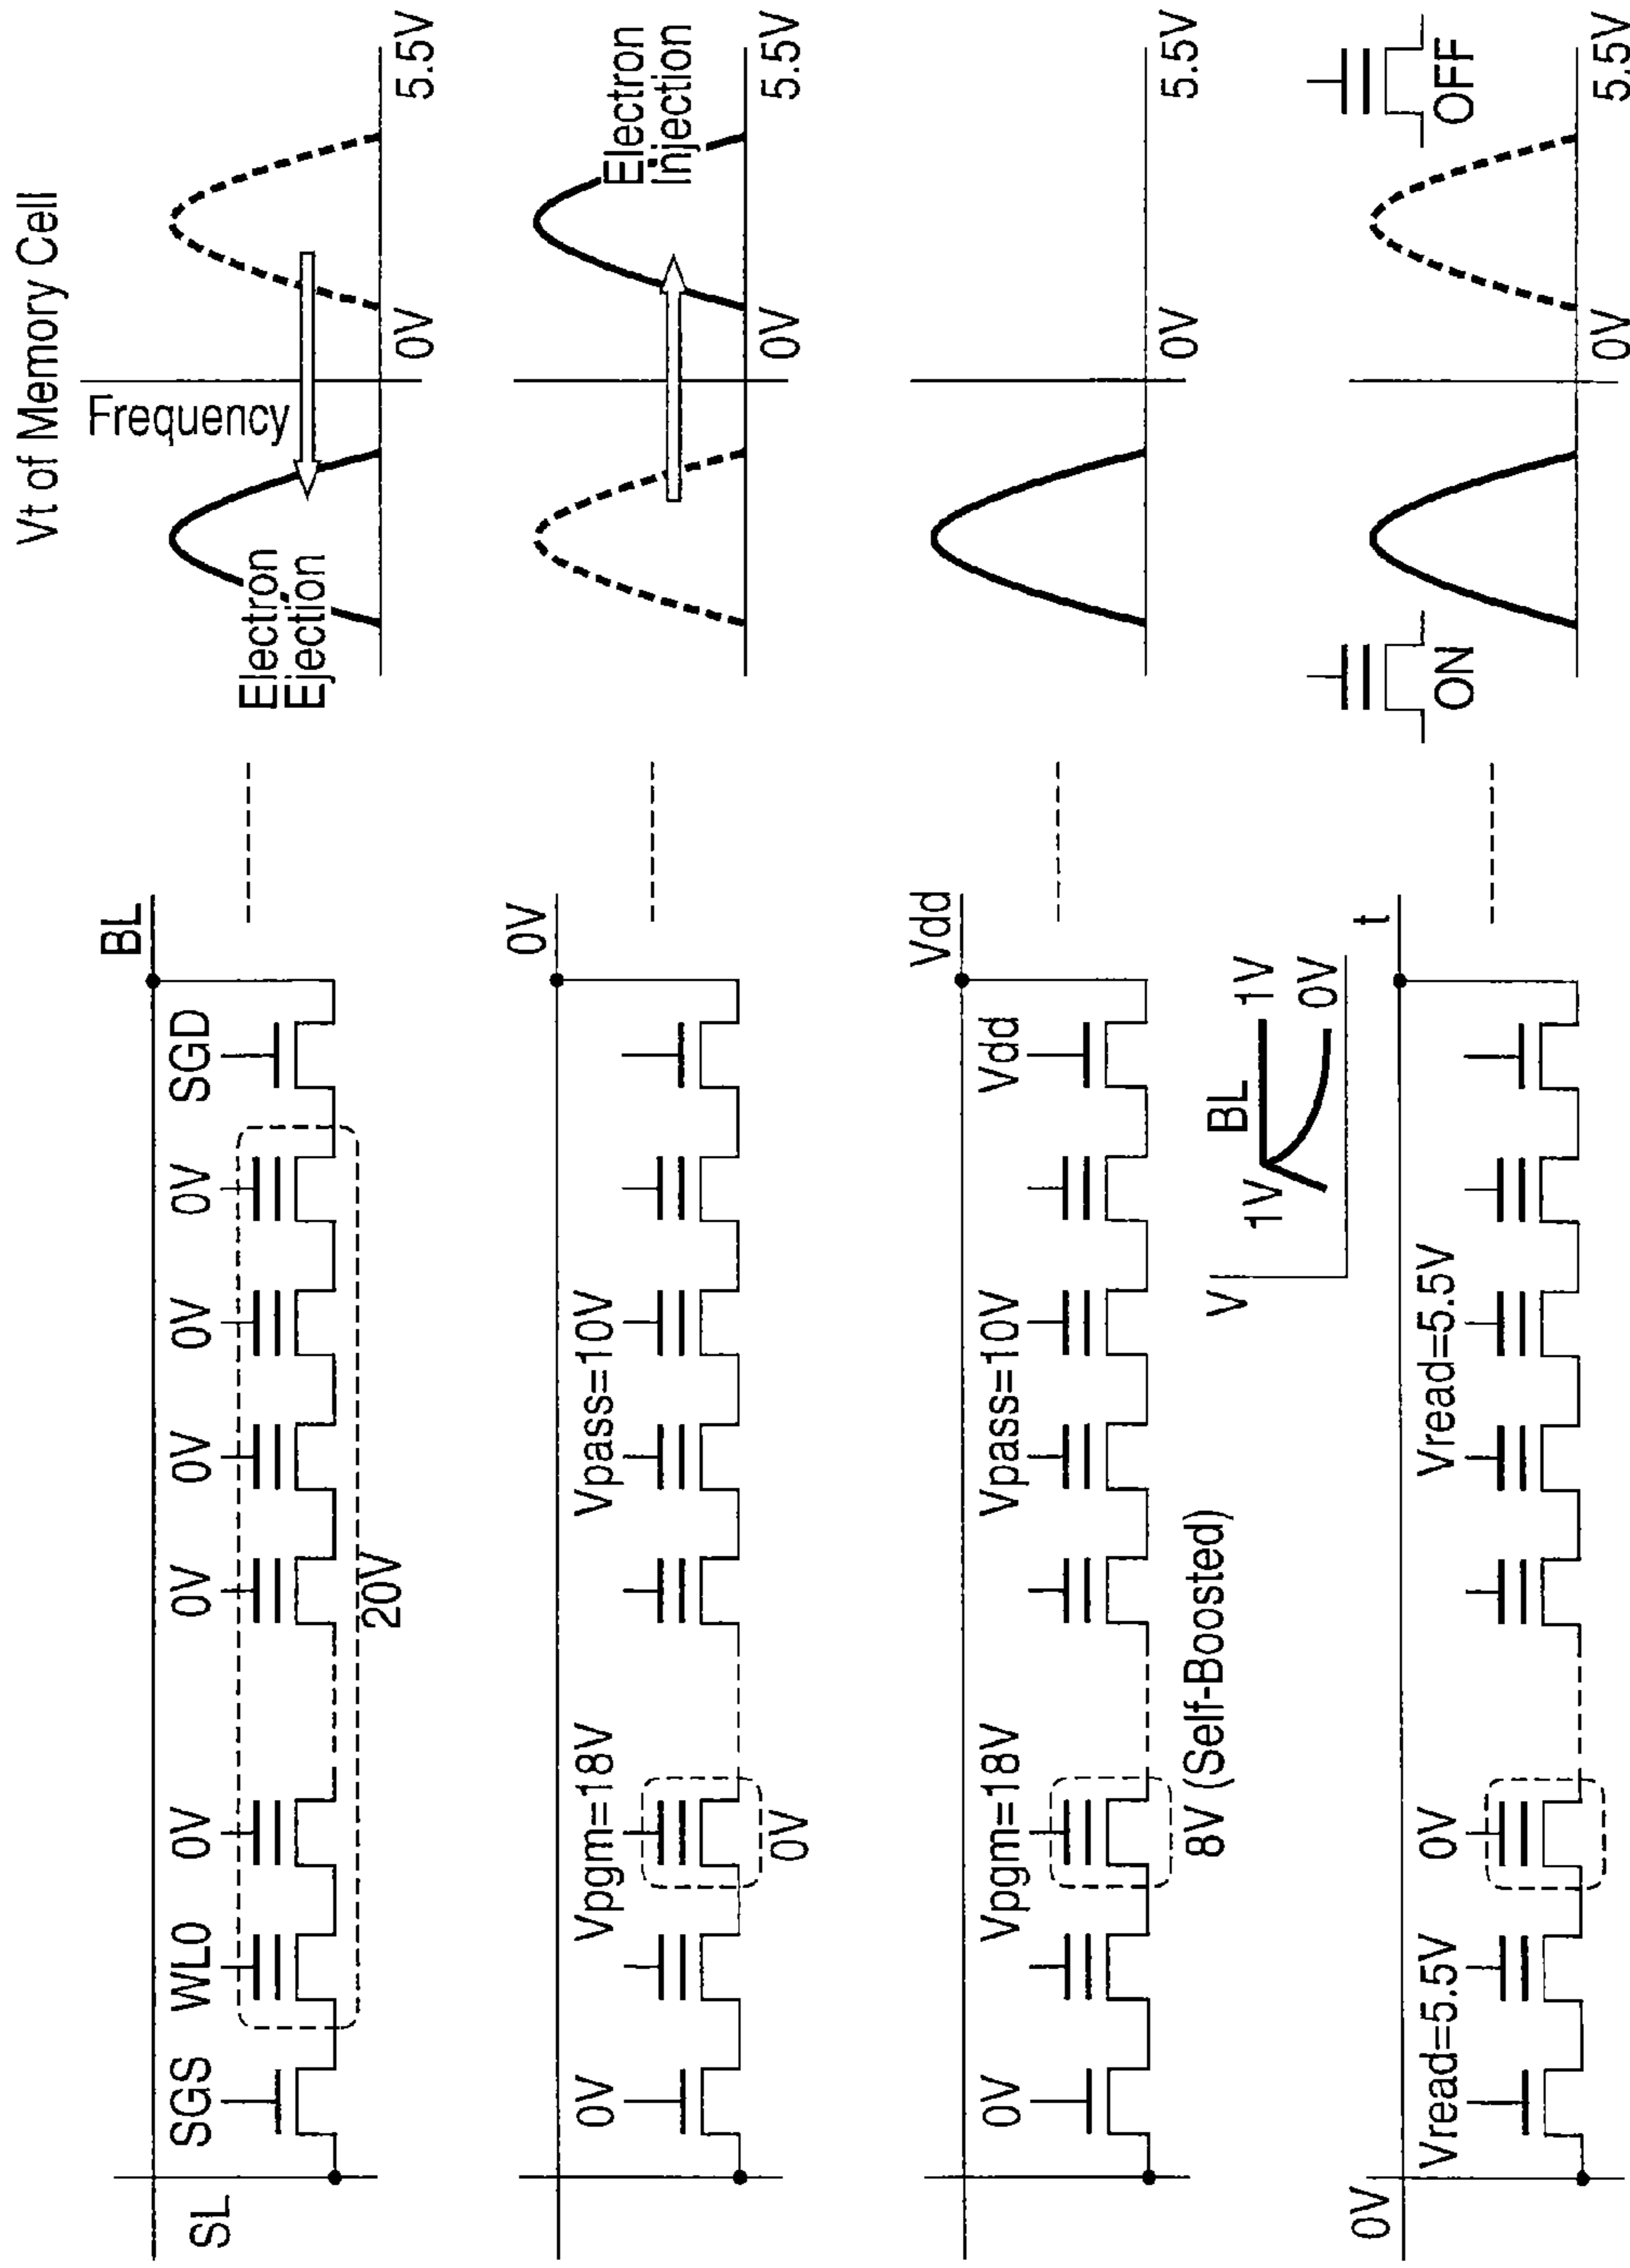 Vt of Memory Cell
SL
SGS
WL0
0V
0V
0V
0V
0V
SGD
BL
20V
Electron
Ejection
Frequency
0V
5.5V
0V
Vpgm=18V
Vpass=10V
0V
0V
Electron
Injection
0V
5.5V
0V
Vpgm=18V
Vpass=10V
Vdd
Vdd
8V (Self-Boosted)
0V
5.5V
V
1V
BL
1V
0V
t
0V
Vread=5.5V
0V
Vread=5.5V
ON
OFF
0V
5.5V